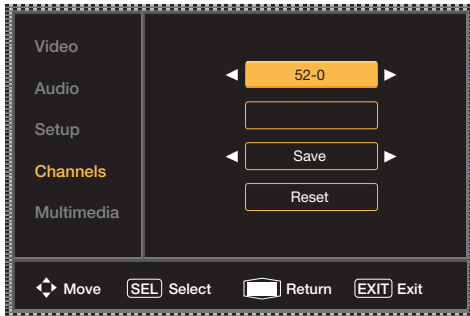 Video
Audio
Setup
Channels
Multimedia
52-0
Save
Reset
Move SEL Select Return EXIT Exit